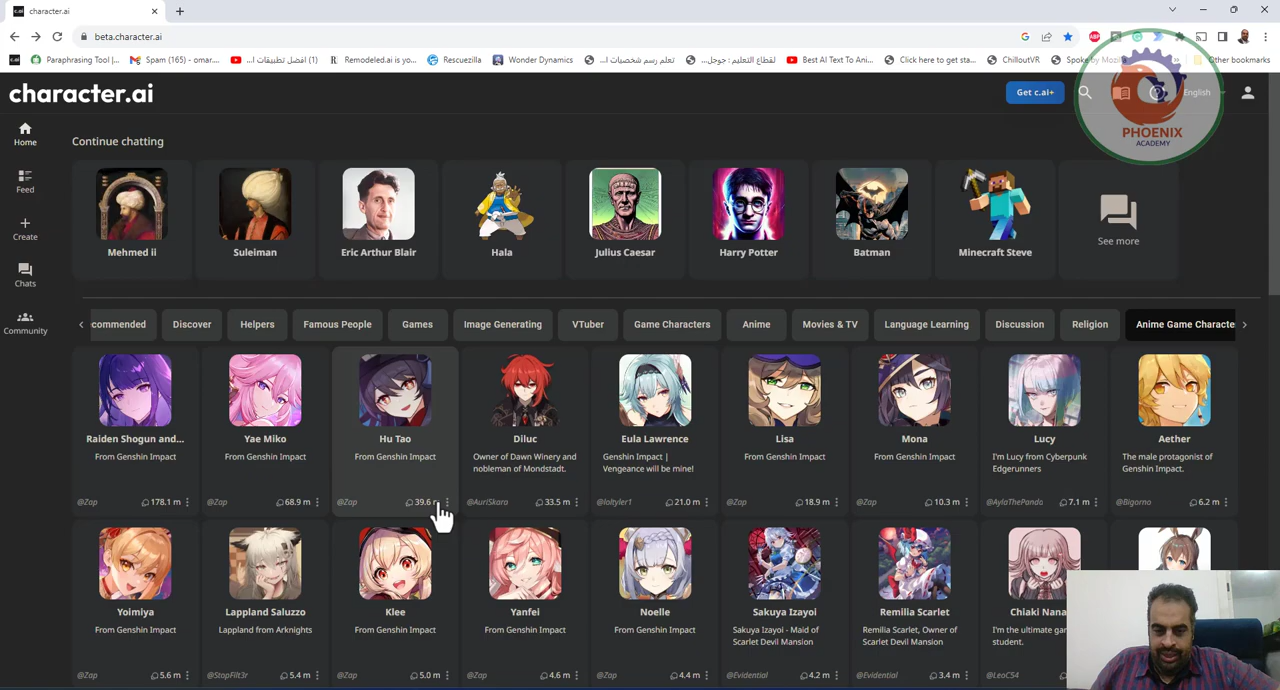 character.ai
beta.character.ai
Paraphrasing Tool |...
Spam (165) - omar....
(1) افضل تطبيقات ا...
Remodeled.ai is yo...
Rescuezilla
Wonder Dynamics
تعلم رسم شخصيات ا...
لقطاع التعليم : جوجل...
Best AI Text To Ani...
Click here to get sta...
ChilloutVR
Spoke by Mozil
Other bookmarks
character.ai
Get c.ai+
English
PHOENIX
ACADEMY
Home
Feed
Create
Chats
Community
Continue chatting
Mehmed ii
Suleiman
Eric Arthur Blair
Hala
Julius Caesar
Harry Potter
Batman
Minecraft Steve
See more
commended
Discover
Helpers
Famous People
Games
Image Generating
VTuber
Game Characters
Anime
Movies & TV
Language Learning
Discussion
Religion
Anime Game Characte
Raiden Shogun and...
From Genshin Impact
@Zap
178.1 m
Yae Miko
From Genshin Impact
@Zap
68.9 m
Hu Tao
From Genshin Impact
@Zap
39.6 m
Diluc
Owner of Dawn Winery and
nobleman of Mondstadt.
@AuriSkaro
33.5 m
Eula Lawrence
Genshin Impact |
Vengeance will be mine!
@loltyler1
21.0 m
Lisa
From Genshin Impact
@Zap
18.9 m
Mona
From Genshin Impact
@Zap
10.3 m
Lucy
I'm Lucy from Cyberpunk
Edgerunners
@AylaThePanda
7.1 m
Aether
The male protagonist of
Genshin Impact.
@Bigorno
6.2 m
Yoimiya
From Genshin Impact
@Zap
5.6 m
Lappland Saluzzo
Lappland from Arknights
@StopFilt3r
5.4 m
Klee
From Genshin Impact
@Zap
5.0 m
Yanfei
From Genshin Impact
@Zap
4.6 m
Noelle
From Genshin Impact
@Zap
4.4 m
Sakuya Izayoi
Sakuya Izayoi - Maid of
Scarlet Devil Mansion
@Evidential
4.2 m
Remilia Scarlet
Remilia Scarlet, Owner of
Scarlet Devil Mansion
@Evidential
3.4 m
Chiaki Nana
I'm the ultimate ga
student.
@LeoC54